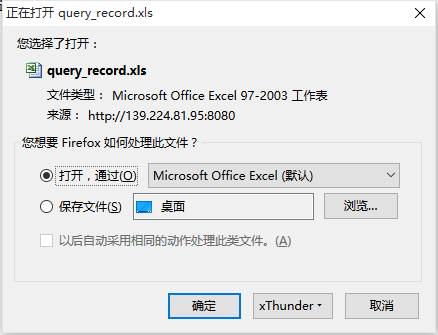 正在打开 query_record.xls
您选择了打开：
query_record.xls
文件类型： Microsoft Office Excel 97-2003 工作表
来源： http://139.224.81.95:8080
您想要 Firefox 如何处理此文件？
打开，通过(O) Microsoft Office Excel (默认)
保存文件(S) 桌面 浏览...
以后自动采用相同的动作处理此类文件。(A)
确定 xThunder 取消